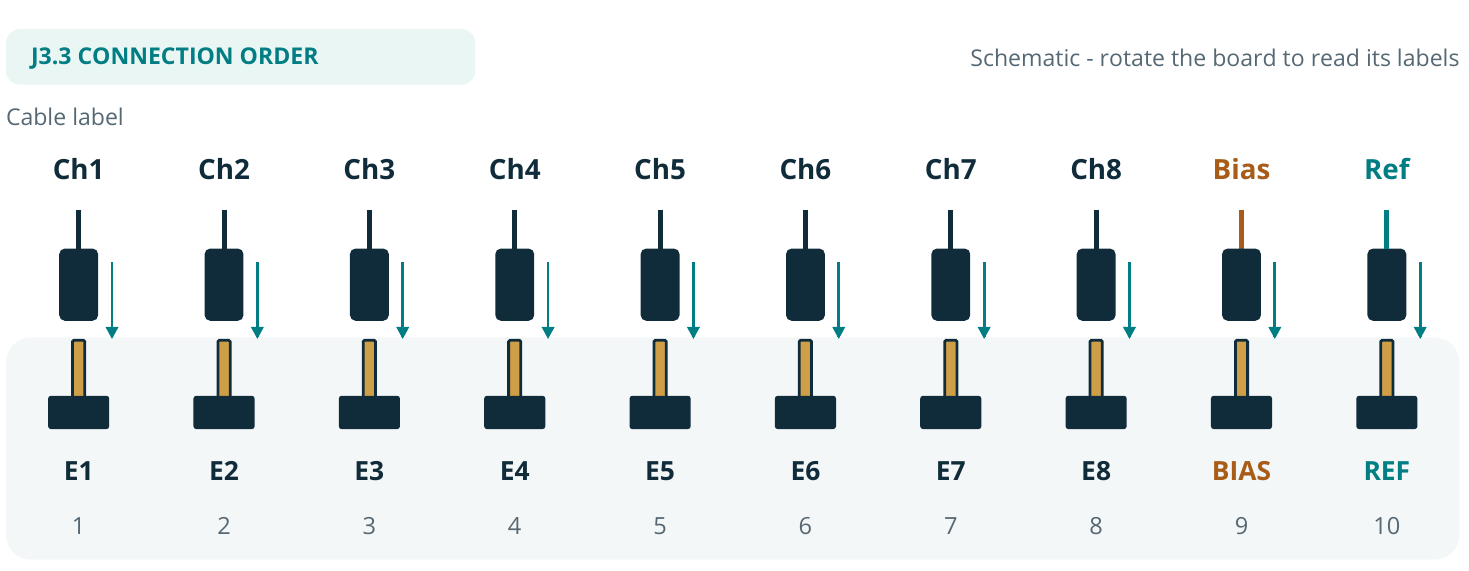 J3.3 CONNECTION ORDER
Schematic - rotate the board to read its labels
Cable label
Ch1 Ch2 Ch3 Ch4 Ch5 Ch6 Ch7 Ch8 Bias Ref
E1 E2 E3 E4 E5 E6 E7 E8 BIAS REF
1 2 3 4 5 6 7 8 9 10